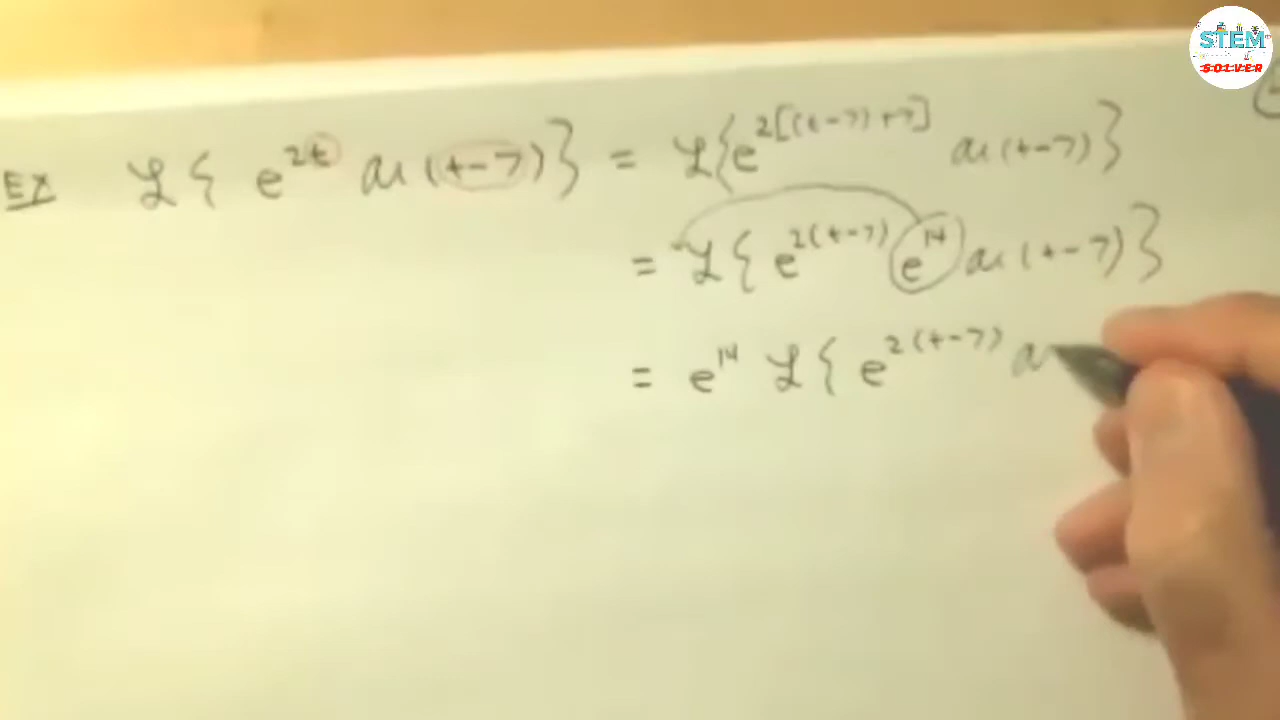 STEM
SOLVER
EX ℒ{ e^{2t} 𝓊(t-7)} = ℒ{e^{2[(t-7)+7]} 𝓊(t-7)}
= ℒ{e^{2(t-7)} e^{14} 𝓊(t-7)}
= e^{14} ℒ{ e^{2(t-7)} 𝓊